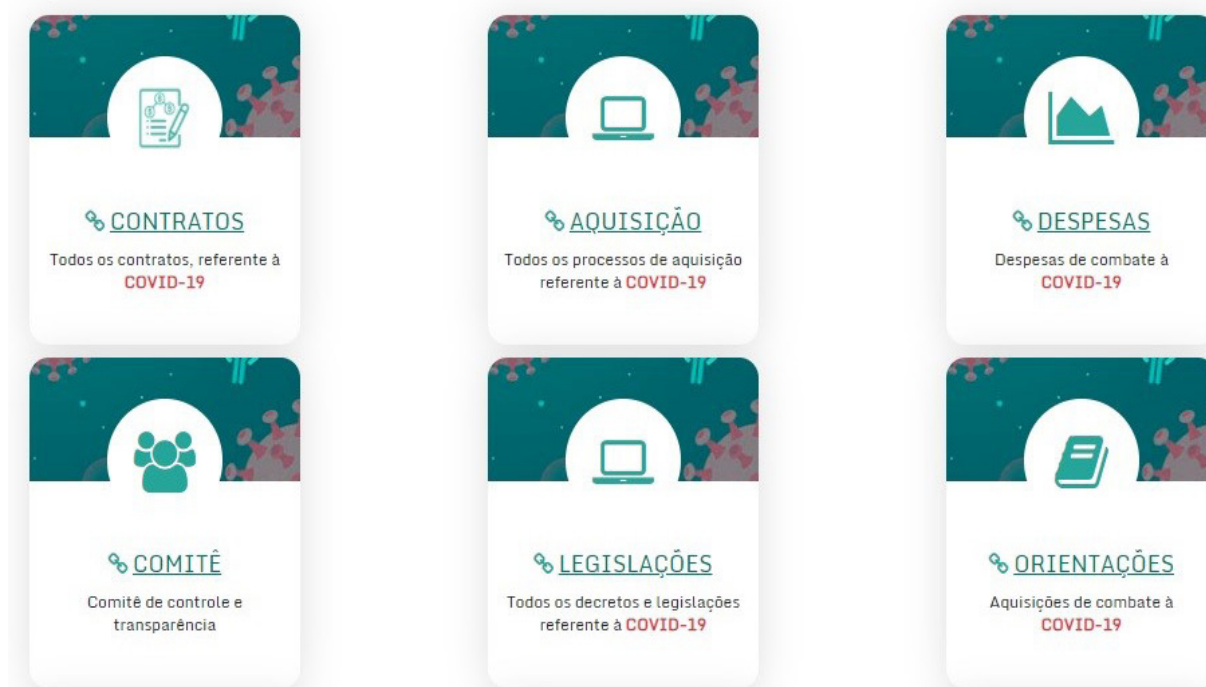 CONTRATOS
Todos os contratos, referente à
COVID-19
AQUISIÇÃO
Todos os processos de aquisição
referente à COVID-19
DESPESAS
Despesas de combate à
COVID-19
COMITÊ
Comitê de controle e
transparência
LEGISLAÇÕES
Todos os decretos e legislações
referente à COVID-19
ORIENTAÇÕES
Aquisições de combate à
COVID-19